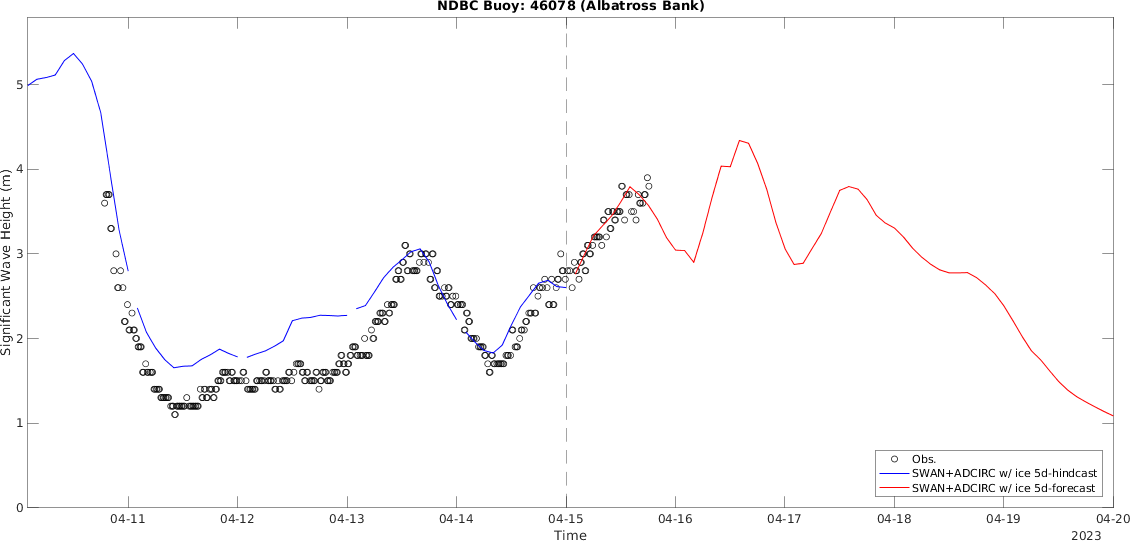 NDBC Buoy: 46078 (Albatross Bank)
Significant Wave Height (m)
5
4
3
2
1
0
Obs.
SWAN+ADCIRC w/ ice 5d-hindcast
SWAN+ADCIRC w/ ice 5d-forecast
04-11 04-12 04-13 04-14 04-15 04-16 04-17 04-18 04-19 04-20
Time
2023